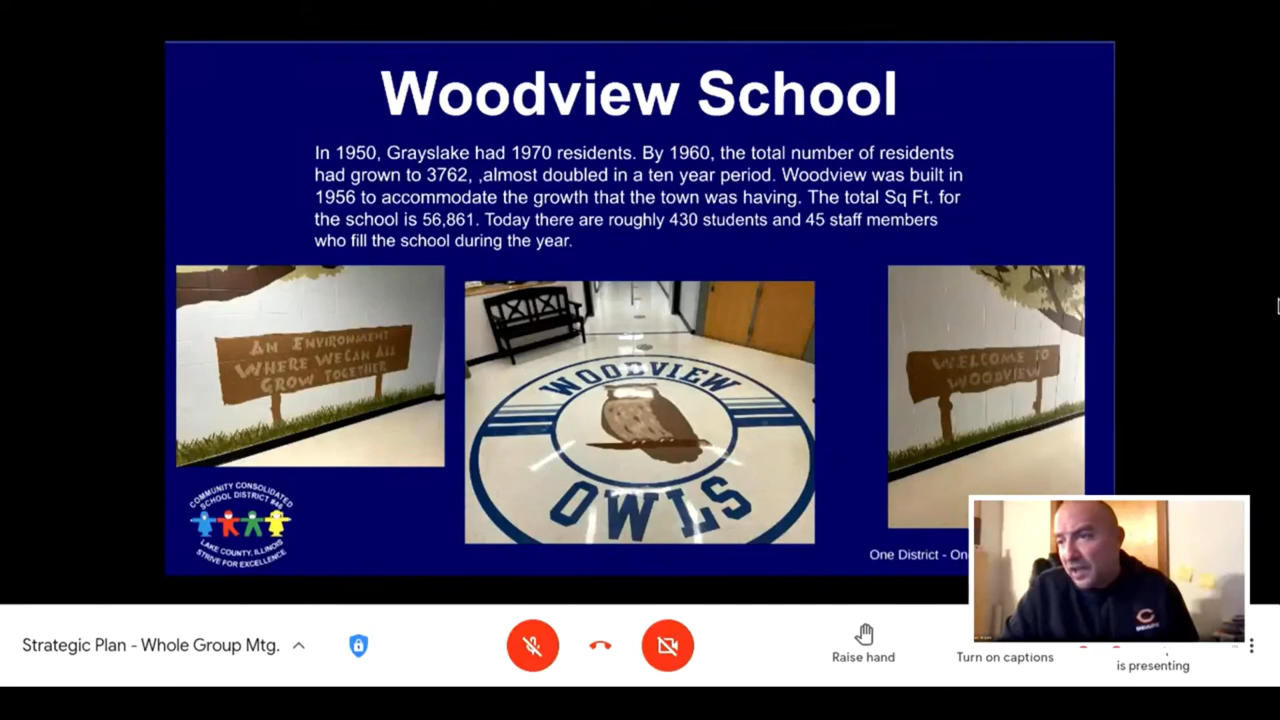 Woodview School
In 1950, Grayslake had 1970 residents. By 1960, the total number of residents
had grown to 3762, ,almost doubled in a ten year period. Woodview was built in
1956 to accommodate the growth that the town was having. The total Sq Ft. for
the school is 56,861. Today there are roughly 430 students and 45 staff members
who fill the school during the year.
AN ENVIRONMENT
WHERE WE CAN ALL
GROW TOGETHER
WOODVIEW
OWLS
WELCOME TO
WOODVIEW
COMMUNITY CONSOLIDATED
SCHOOL DISTRICT #46
LAKE COUNTY, ILLINOIS
STRIVE FOR EXCELLENCE
One District - On
BEARS
Strategic Plan - Whole Group Mtg.
Raise hand
Turn on captions
is presenting